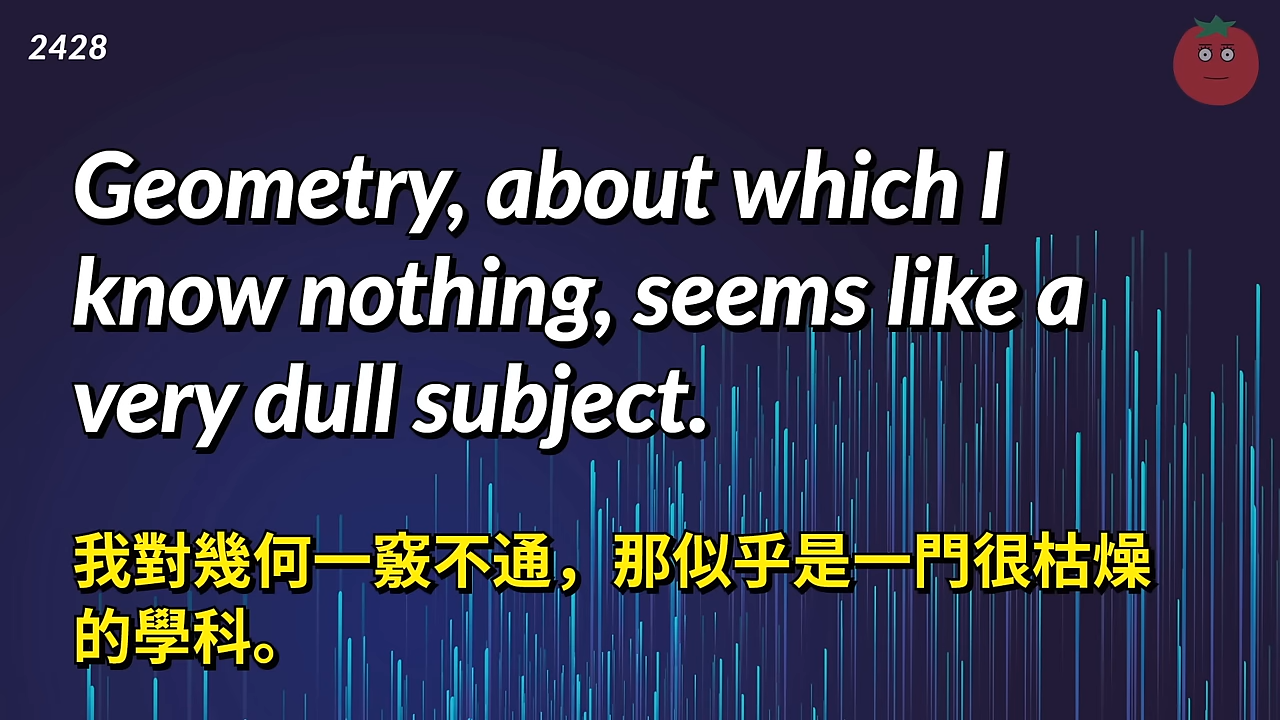 2428
Geometry, about which I
know nothing, seems like a
very dull subject.
我對幾何一竅不通，那似乎是一門很枯燥
的學科。